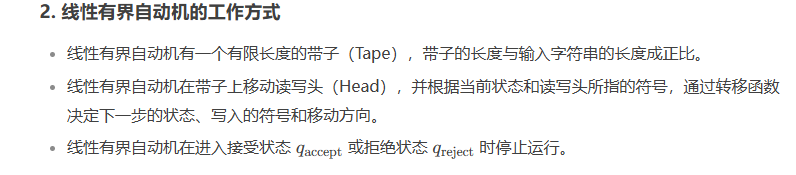 2. 线性有界自动机的工作方式
线性有界自动机有一个有限长度的带子（Tape），带子的长度与输入字符串的长度成正比。
线性有界自动机在带子上移动读写头（Head），并根据当前状态和读写头所指的符号，通过转移函数
决定下一步的状态、写入的符号和移动方向。
线性有界自动机在进入接受状态 q_accept 或拒绝状态 q_reject 时停止运行。